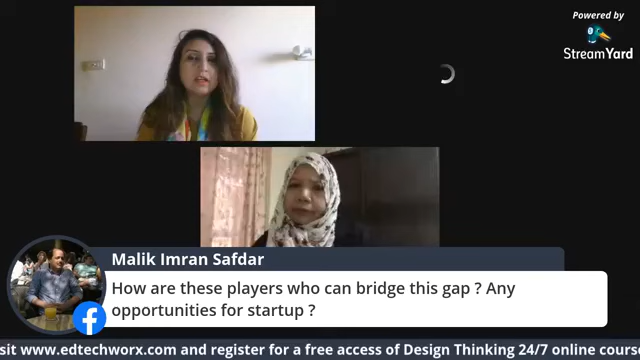 Powered by
StreamYard
Malik Imran Safdar
How are these players who can bridge this gap ? Any
opportunities for startup ?
sit www.edtechworx.com and register for a free access of Design Thinking 24/7 online course